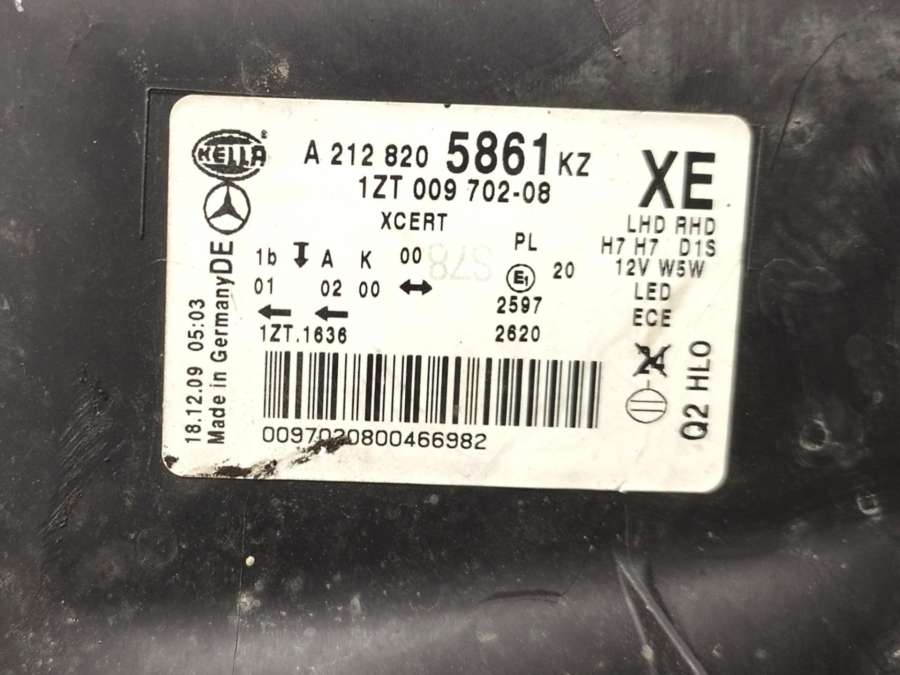 HELLA ®
A 212 820 5861 KZ
1ZT 009 702-08
XCERT
XE
LHD RHD
H7 H7 D1S
12V W5W
LED
ECE
1b A K 00
PL
01 02 00
E1 20
2597
2620
1ZT.1636
0097020800466982
18.12.09 05:03
Made in Germany DE
24
Q2 HLO